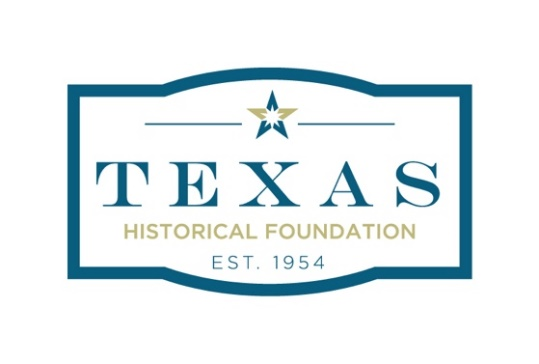 TEXAS
HISTORICAL FOUNDATION
EST. 1954